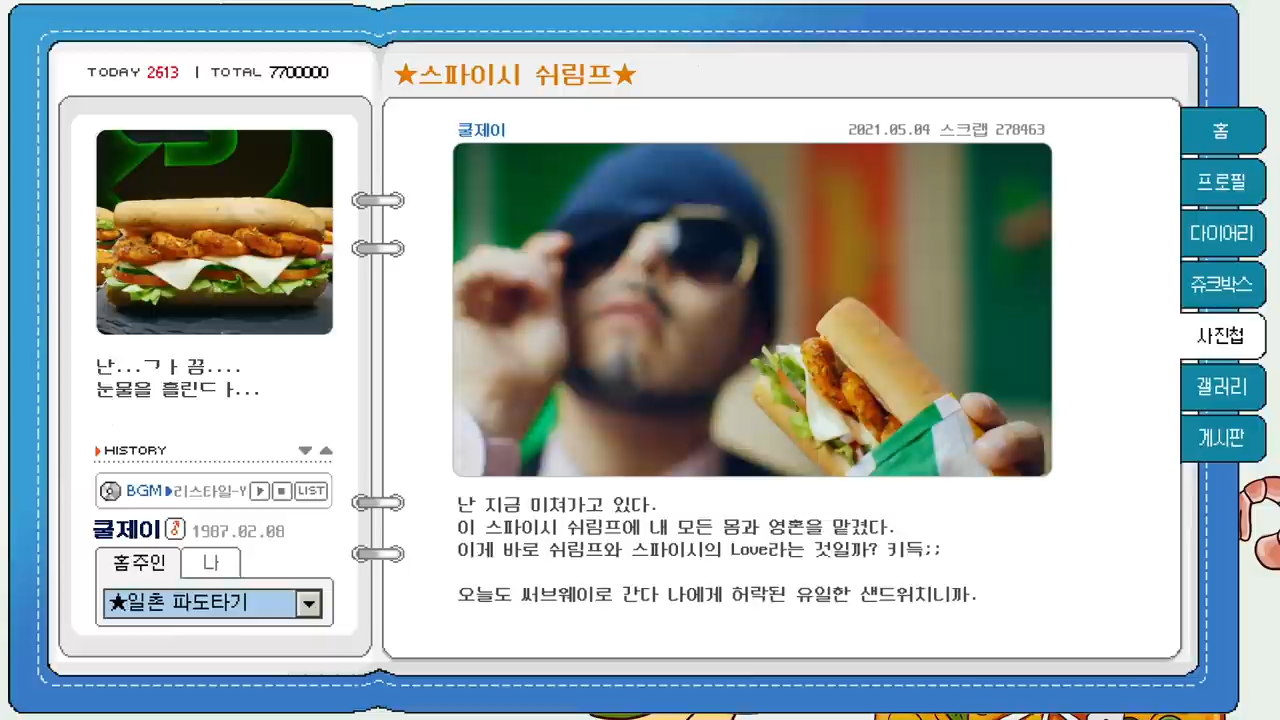 TODAY 2613 | TOTAL 7700000
★스파이시 쉬림프★
쿨제이
2021.05.04 스크랩 278463
난...ㄱㅏ끔....
눈물을 흘린ㄷㅏ...
HISTORY
BGM 리스타일-Y LIST
쿨제이 1987.02.08
홈주인 나
★일촌 파도타기
난 지금 미쳐가고 있다.
이 스파이시 쉬림프에 내 모든 몸과 영혼을 맡겼다.
이게 바로 쉬림프와 스파이시의 Love라는 것일까? 키득;;
오늘도 써브웨이로 간다 나에게 허락된 유일한 샌드위치니까.
홈
프로필
다이어리
쥬크박스
사진첩
갤러리
게시판